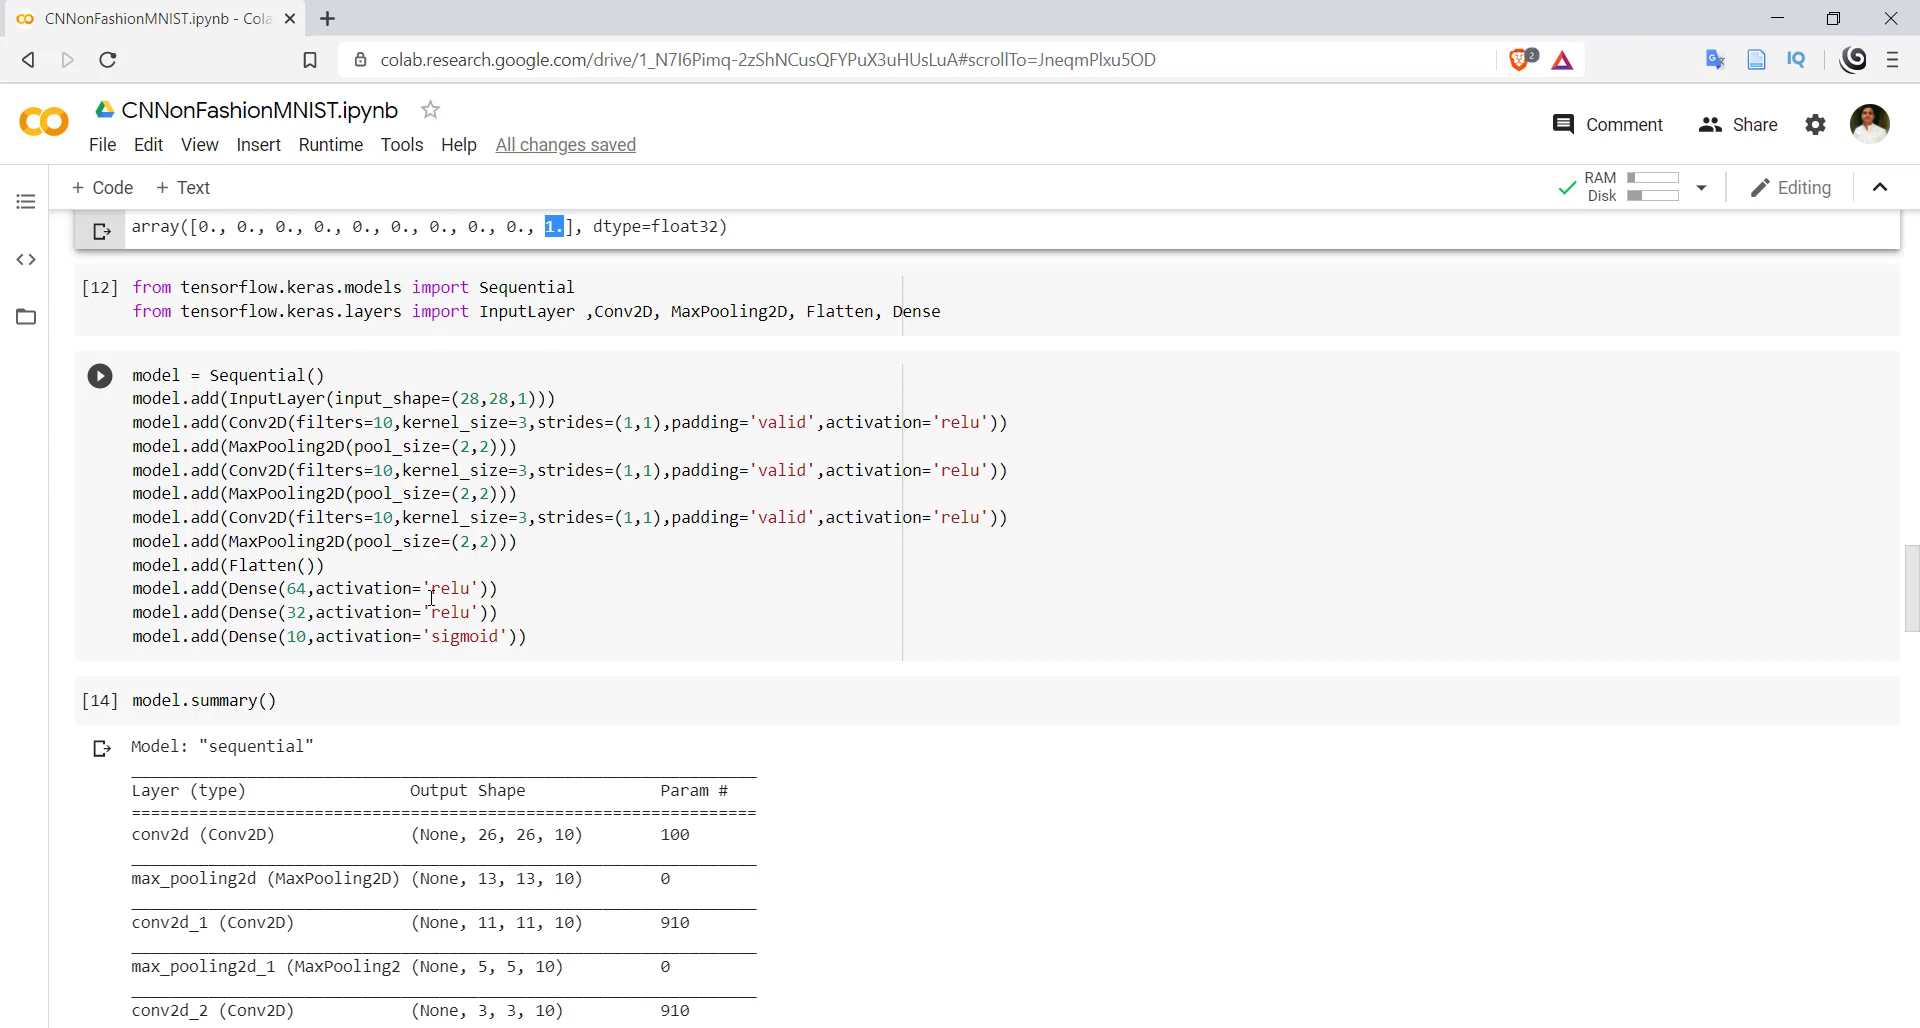 CNNonFashionMNIST.ipynb - Cola
colab.research.google.com/drive/1_N7I6Pimq-2zShNCusQFYPuX3uHUsLuA#scrollTo=JneqmPlxu5OD
2
IQ
CNNonFashionMNIST.ipynb
Comment
Share
File Edit View Insert Runtime Tools Help All changes saved
+ Code + Text
RAM
Disk
Editing
array([0., 0., 0., 0., 0., 0., 0., 0., 0., 1.], dtype=float32)
[12] from tensorflow.keras.models import Sequential
from tensorflow.keras.layers import InputLayer ,Conv2D, MaxPooling2D, Flatten, Dense
model = Sequential()
model.add(InputLayer(input_shape=(28,28,1)))
model.add(Conv2D(filters=10,kernel_size=3,strides=(1,1),padding='valid',activation='relu'))
model.add(MaxPooling2D(pool_size=(2,2)))
model.add(Conv2D(filters=10,kernel_size=3,strides=(1,1),padding='valid',activation='relu'))
model.add(MaxPooling2D(pool_size=(2,2)))
model.add(Conv2D(filters=10,kernel_size=3,strides=(1,1),padding='valid',activation='relu'))
model.add(MaxPooling2D(pool_size=(2,2)))
model.add(Flatten())
model.add(Dense(64,activation='relu'))
model.add(Dense(32,activation='relu'))
model.add(Dense(10,activation='sigmoid'))
[14] model.summary()
Model: "sequential"
Layer (type) Output Shape Param #
conv2d (Conv2D) (None, 26, 26, 10) 100
max_pooling2d (MaxPooling2D) (None, 13, 13, 10) 0
conv2d_1 (Conv2D) (None, 11, 11, 10) 910
max_pooling2d_1 (MaxPooling2 (None, 5, 5, 10) 0
conv2d_2 (Conv2D) (None, 3, 3, 10) 910